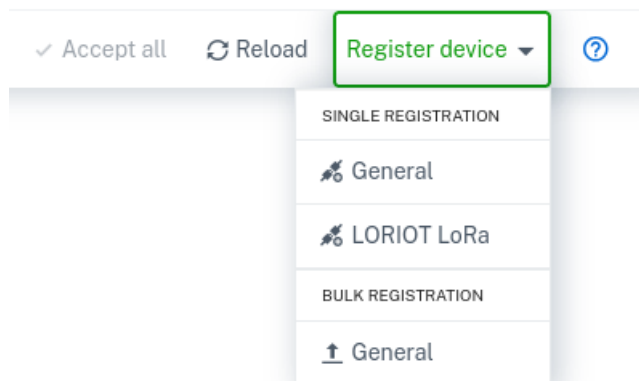 Accept all Reload Register device
SINGLE REGISTRATION
General
LORIOT LoRa
BULK REGISTRATION
General